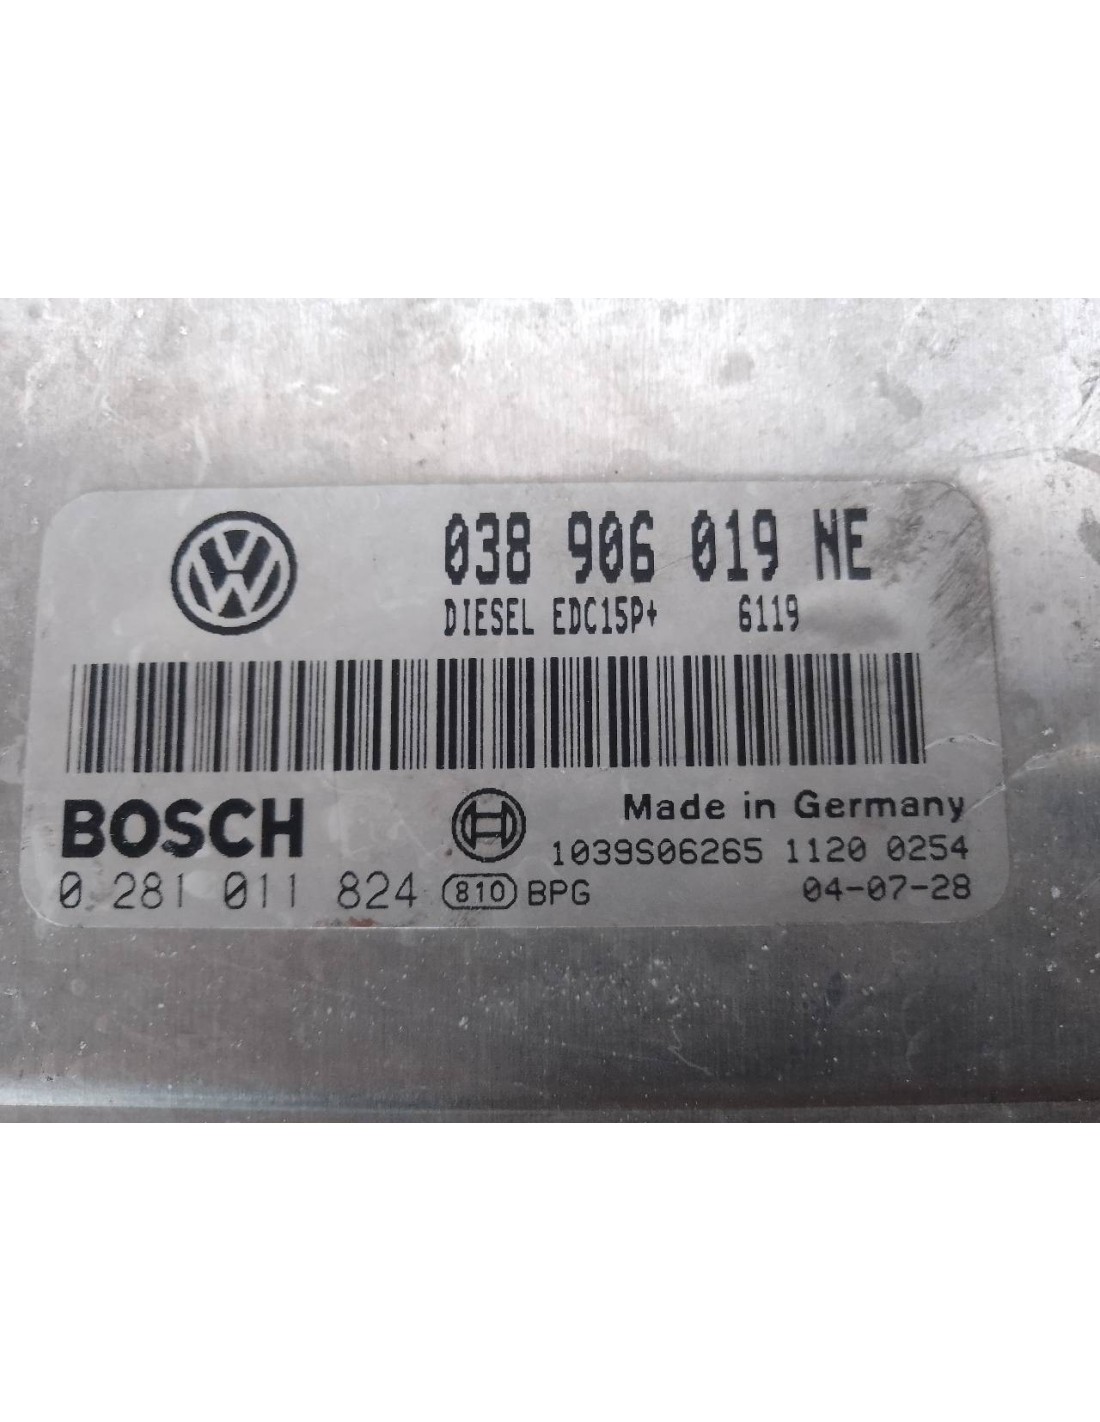 038 906 019 NE
DIESEL EDC15P+ 6119
BOSCH
Made in Germany
1039S06265 1120 0254
0 281 011 824 810 BPG 04-07-28